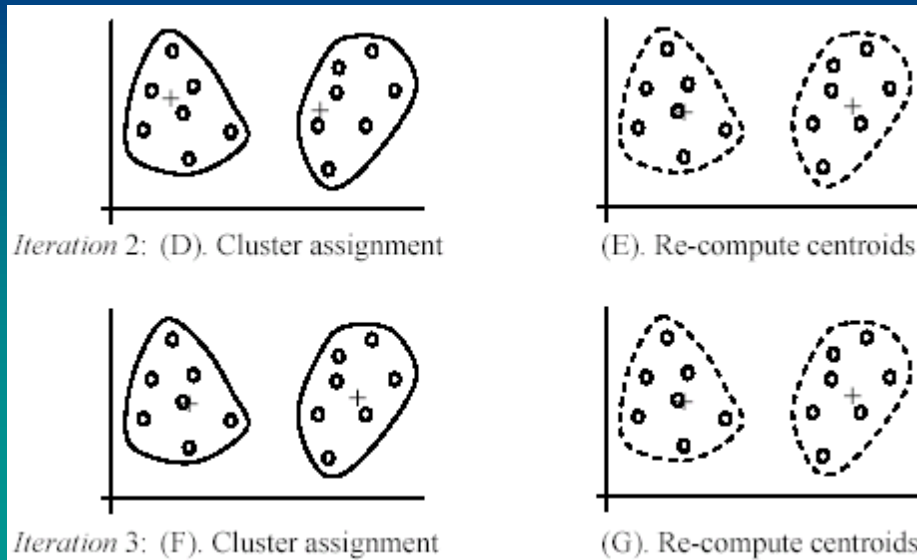 Iteration 2: (D). Cluster assignment
(E). Re-compute centroids
Iteration 3: (F). Cluster assignment
(G). Re-compute centroids